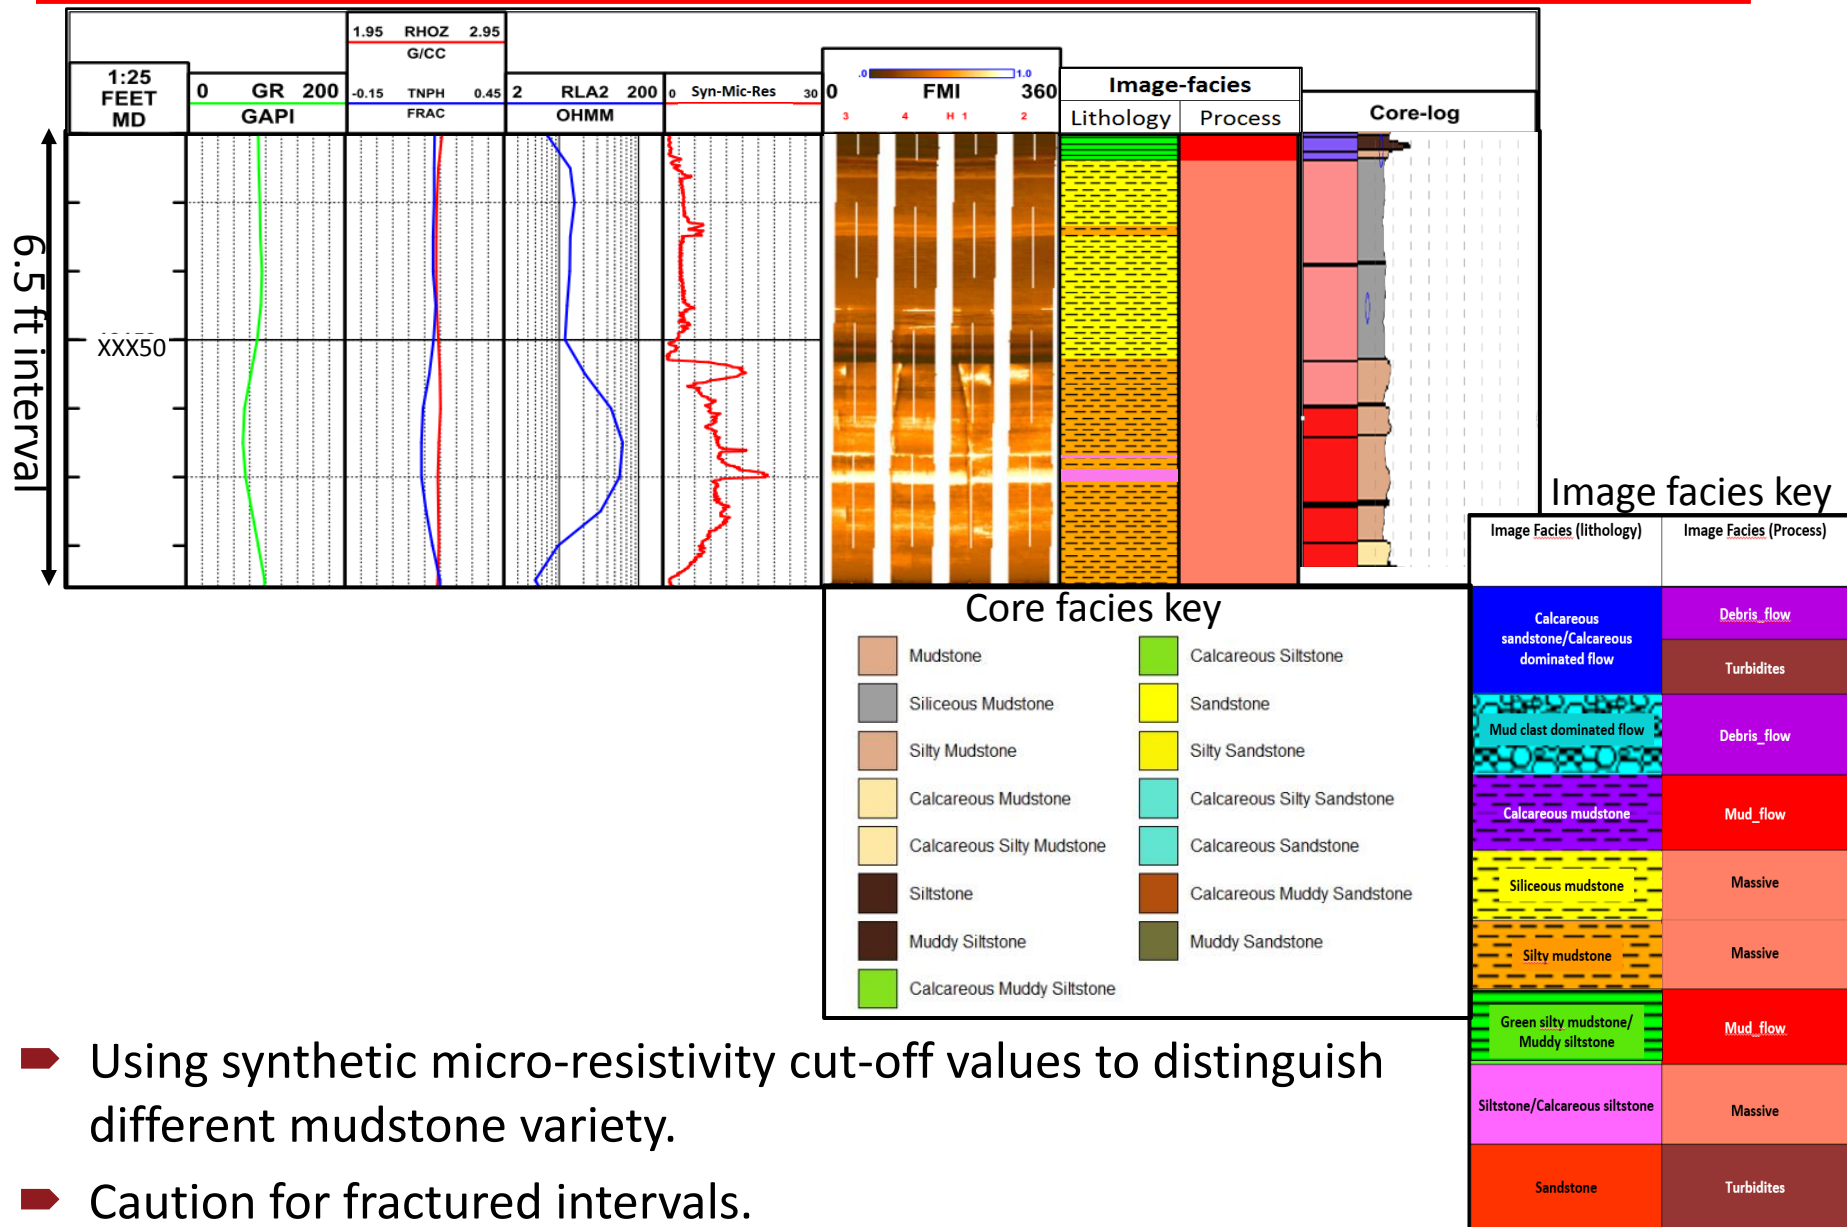 1.95 RHOZ 2.95
G/CC
1:25
FEET
MD
0 GR 200
GAPI
-0.15 TNPH 0.45
FRAC
2 RLA2 200
OHMM
0 Syn-Mic-Res 30
.0 1.0
0 FMI 360
3 4 H 1 2
Image-facies
Lithology Process
Core-log
6.5 ft interval
XXX50
Image facies key
Image Facies (lithology) Image Facies (Process)
Calcareous
sandstone/Calcareous
dominated flow
Debris_flow
Turbidites
Mud clast dominated flow Debris_flow
Calcareous mudstone Mud_flow
Siliceous mudstone Massive
Silty mudstone Massive
Green silty mudstone/
Muddy siltstone
Mud_flow
Siltstone/Calcareous siltstone Massive
Sandstone Turbidites
Core facies key
Mudstone Calcareous Siltstone
Siliceous Mudstone Sandstone
Silty Mudstone Silty Sandstone
Calcareous Mudstone Calcareous Silty Sandstone
Calcareous Silty Mudstone Calcareous Sandstone
Siltstone Calcareous Muddy Sandstone
Muddy Siltstone Muddy Sandstone
Calcareous Muddy Siltstone
Using synthetic micro-resistivity cut-off values to distinguish
different mudstone variety.
Caution for fractured intervals.